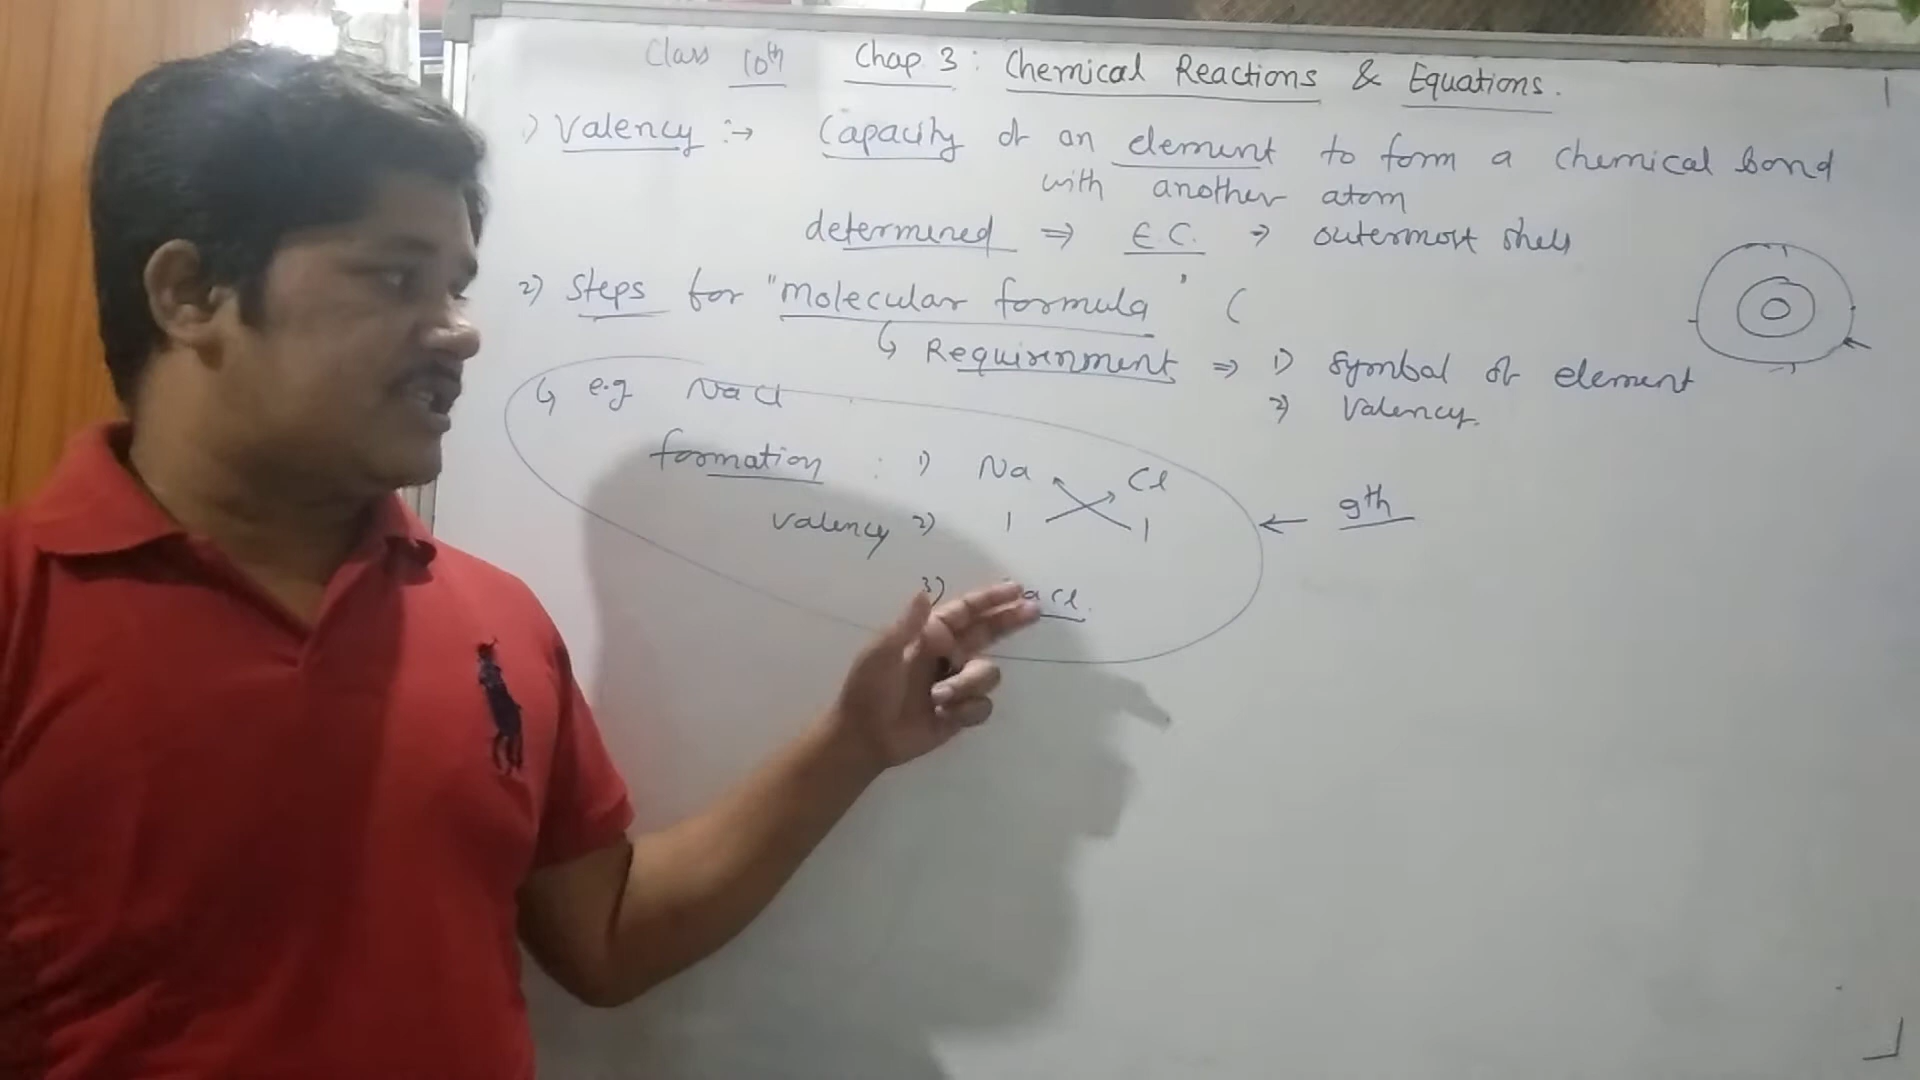 Class 10th Chap 3: Chemical Reactions & Equations.
1) Valency :→ Capacity of an element to form a chemical bond
with another atom
determined ⇒ E.C. → outermost shell
2) Steps for "molecular formula" (
↳ Requirenment ⇒ 1) Symbol of element
2) Valency.
↳ e.g NaCl
formation : 1) Na Cl
valency 2) 1 1
← 9th
3) aCl.